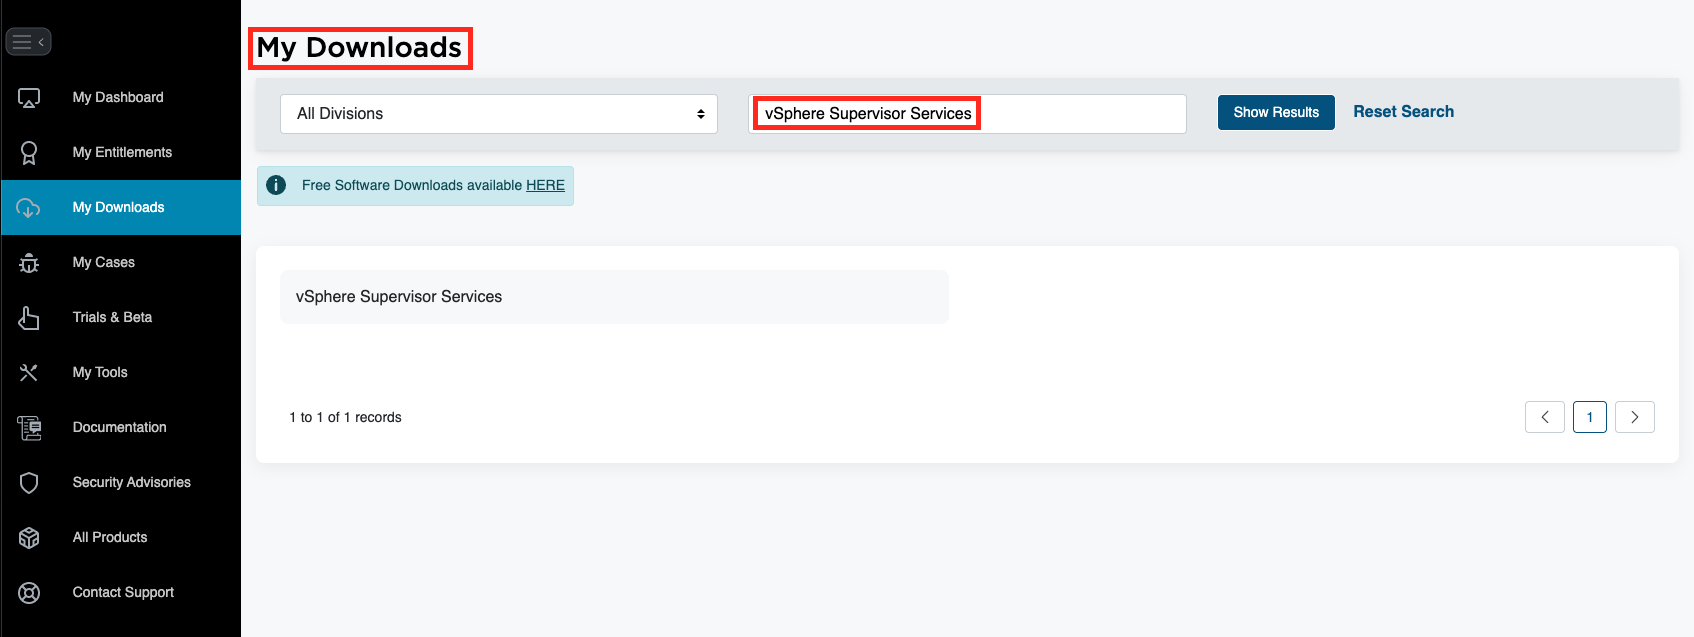 My Dashboard
My Entitlements
My Downloads
My Cases
Trials & Beta
My Tools
Documentation
Security Advisories
All Products
Contact Support
My Downloads
All Divisions
vSphere Supervisor Services
Show Results
Reset Search
Free Software Downloads available HERE
vSphere Supervisor Services
1 to 1 of 1 records
1